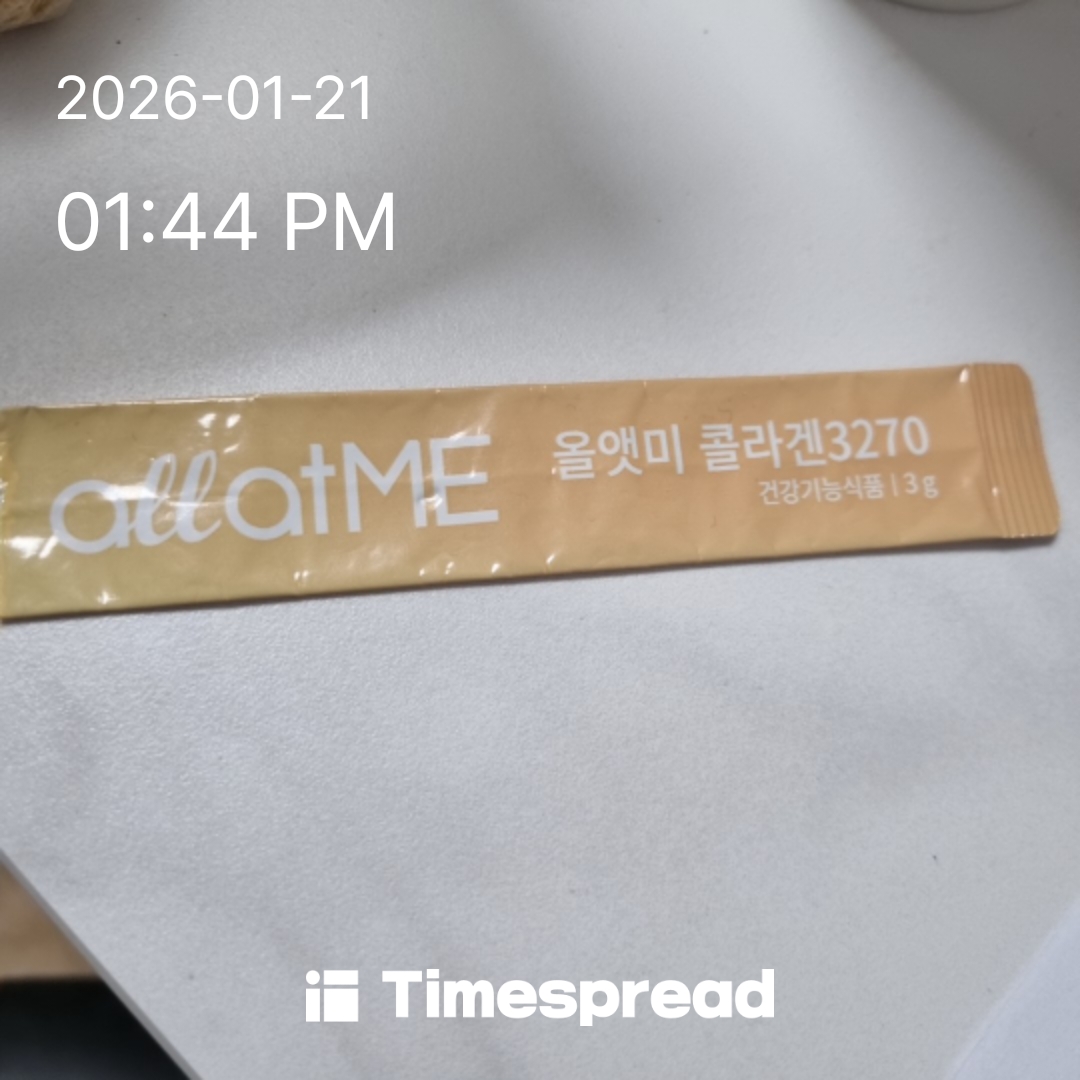 2026-01-21
01:44 PM
allatME
올앳미 콜라겐3270
건강기능식품 | 3 g
Timespread